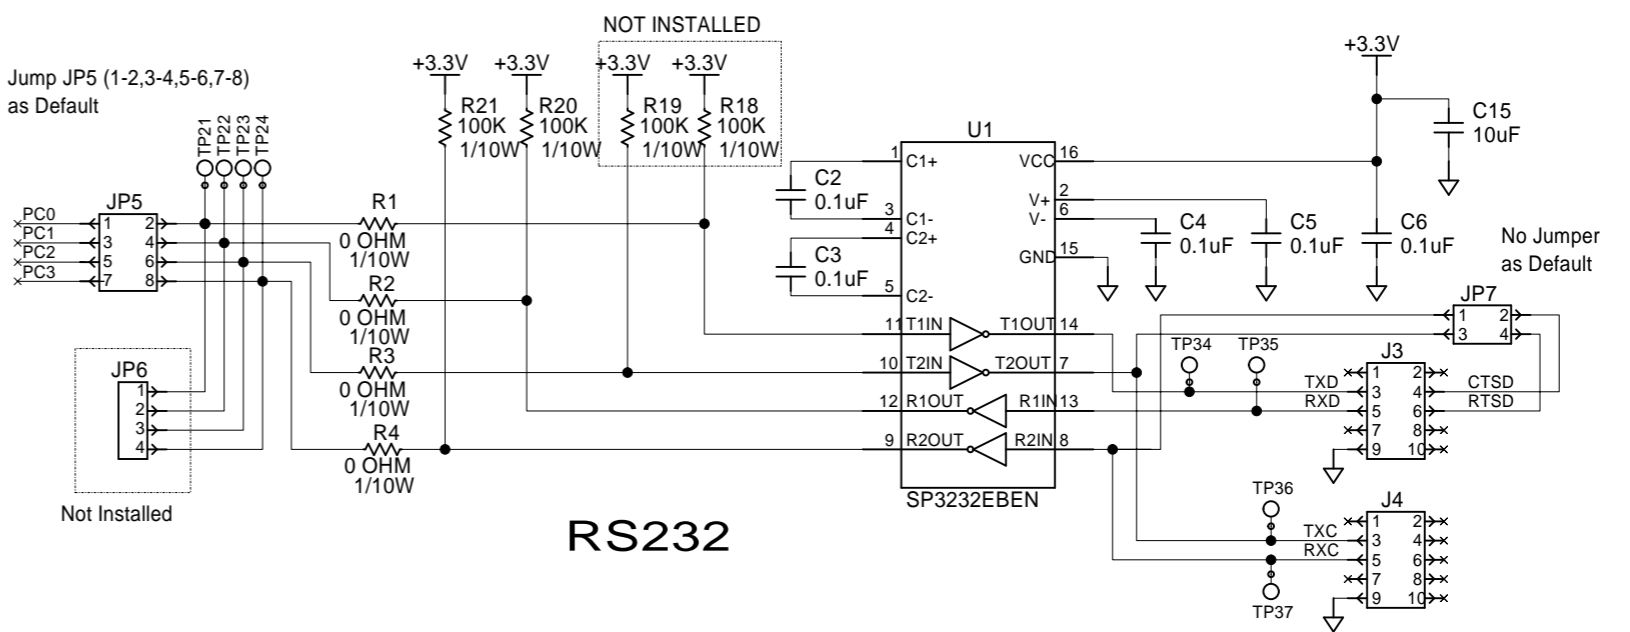 NOT INSTALLED
Jump JP5 (1-2,3-4,5-6,7-8)
as Default
+3.3V
+3.3V
+3.3V
+3.3V
+3.3V
R21
100K
1/10W
R20
100K
1/10W
R19
100K
1/10W
R18
100K
1/10W
C15
10uF
TP21
TP22
TP23
TP24
JP5
PC0
PC1
PC2
PC3
1
3
5
7
2
4
6
8
R1
0 OHM
1/10W
R2
0 OHM
1/10W
R3
0 OHM
1/10W
R4
0 OHM
1/10W
JP6
1
2
3
4
Not Installed
C2
0.1uF
C3
0.1uF
U1
1 C1+
3 C1-
4 C2+
5 C2-
11 T1IN
10 T2IN
12 R1OUT
9 R2OUT
VCC 16
V+ 2
V- 6
GND 15
T1OUT 14
T2OUT 7
R1IN 13
R2IN 8
SP3232EBEN
C4
0.1uF
C5
0.1uF
C6
0.1uF
No Jumper
as Default
JP7
1 2
3 4
TP34
TP35
TXD
RXD
J3
1 2
3 4
5 6
7 8
9 10
CTSD
RTSD
TP36
TXC
RXC
TP37
J4
1 2
3 4
5 6
7 8
9 10
RS232